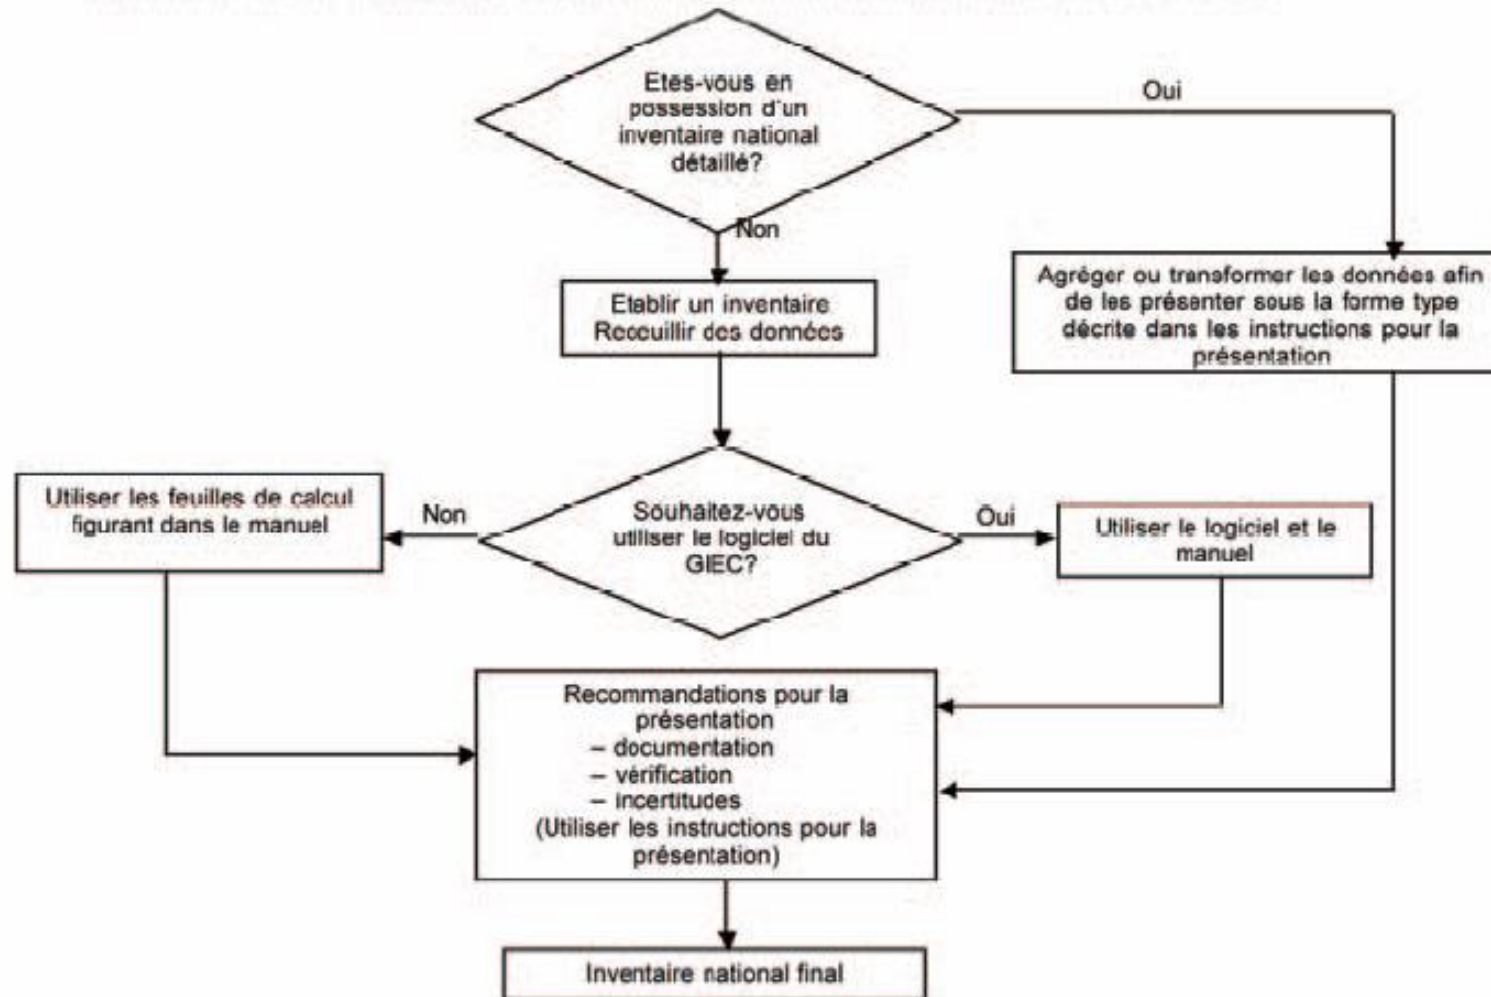 Etes-vous en
possession d'un
inventaire national
détaillé?
Oui
Non
Etablir un inventaire
Receuillir des données
Agréger ou transformer les données afin
de les présenter sous la forme type
décrite dans les instructions pour la
présentation
Utiliser les feuilles de calcul
figurant dans le manuel
Non
Souhaitez-vous
utiliser le logiciel du
GIEC?
Oui
Utiliser le logiciel et le
manuel
Recommandations pour la
présentation
– documentation
– vérification
– incertitudes
(Utiliser les instructions pour la
présentation)
Inventaire national final